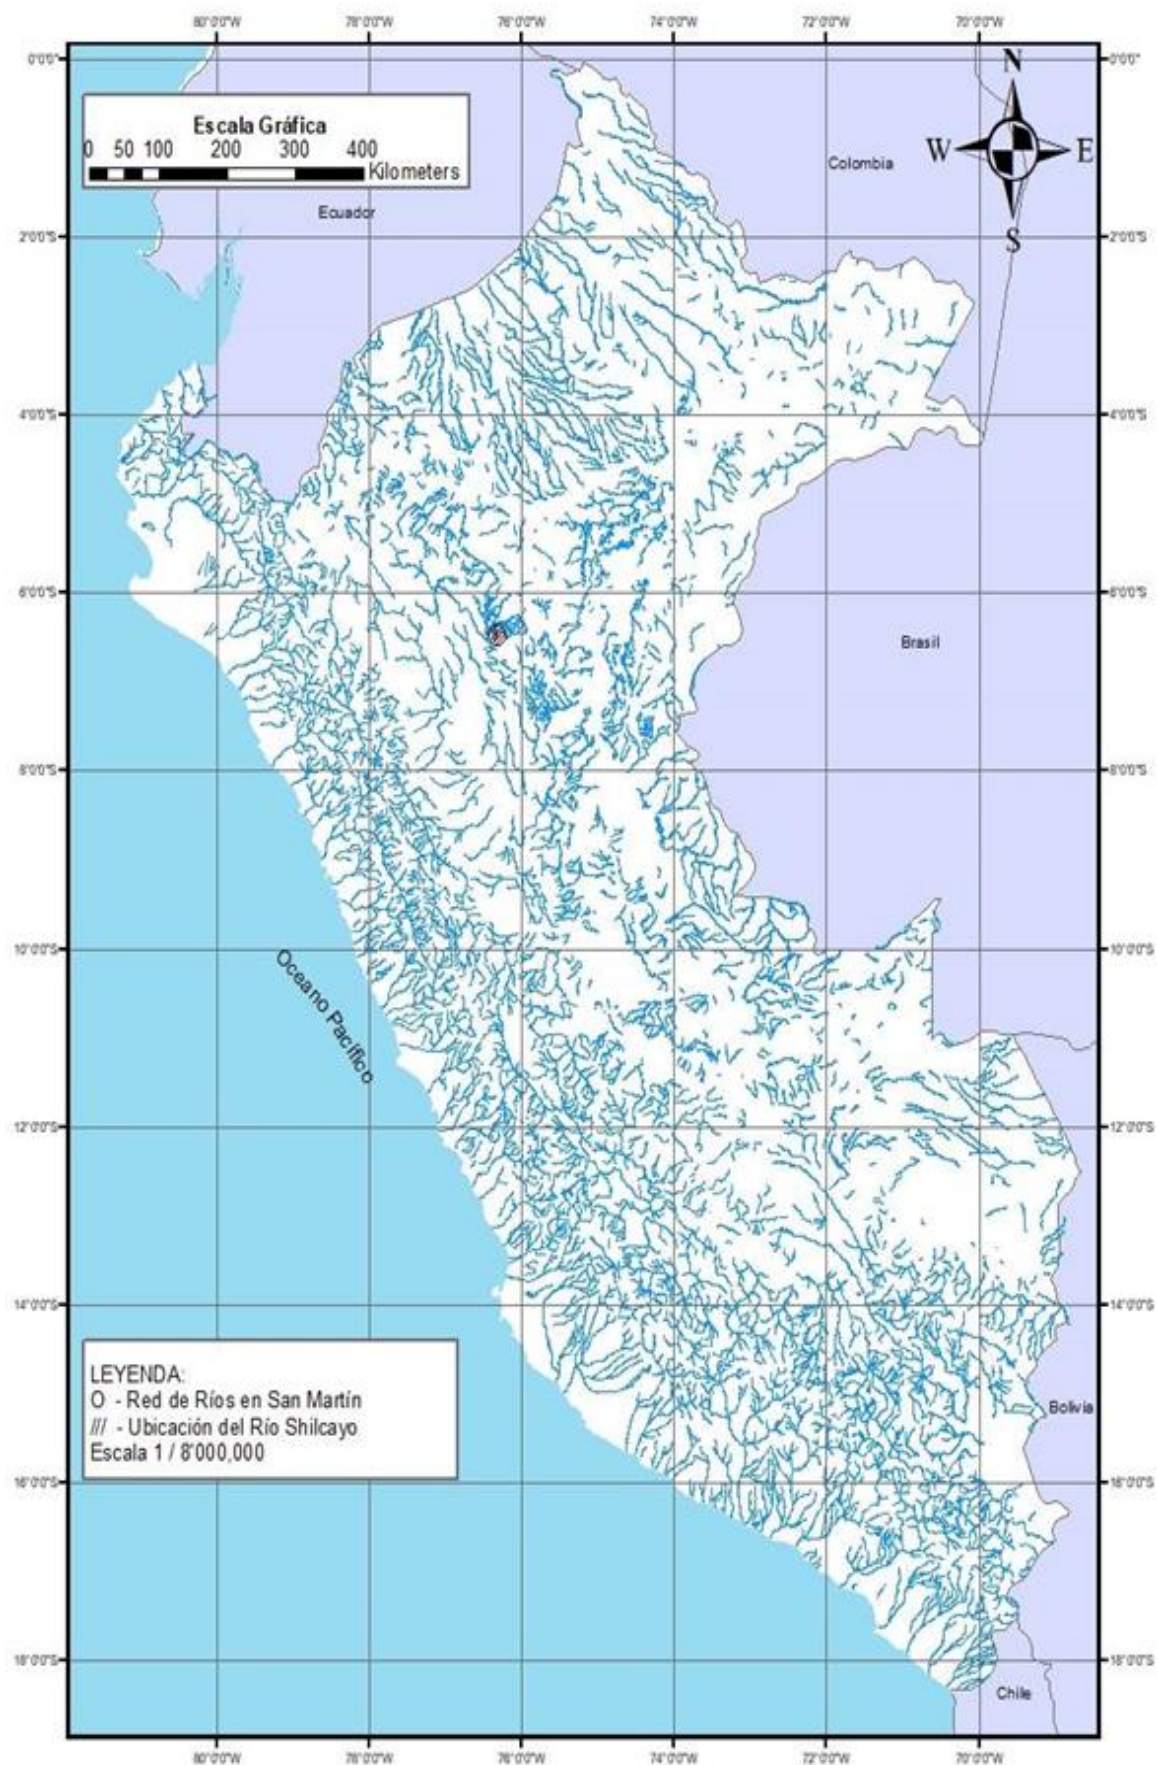 80°0'0"W 78°0'0"W 76°0'0"W 74°0'0"W 72°0'0"W 70°0'0"W
0°0'0" 0°0'0"
N
W E
S
Escala Gráfica
0 50 100 200 300 400
Kilometers
Colombia
Ecuador
2°0'0"S 2°0'0"S
4°0'0"S 4°0'0"S
6°0'0"S 6°0'0"S
Brasil
8°0'0"S 8°0'0"S
10°0'0"S 10°0'0"S
Oceano Pacífico
12°0'0"S 12°0'0"S
14°0'0"S 14°0'0"S
LEYENDA:
O - Red de Ríos en San Martín
/// - Ubicación del Río Shilcayo
Escala 1 / 8'000,000
Bolivia
16°0'0"S 16°0'0"S
18°0'0"S 18°0'0"S
Chile
80°0'0"W 78°0'0"W 76°0'0"W 74°0'0"W 72°0'0"W 70°0'0"W